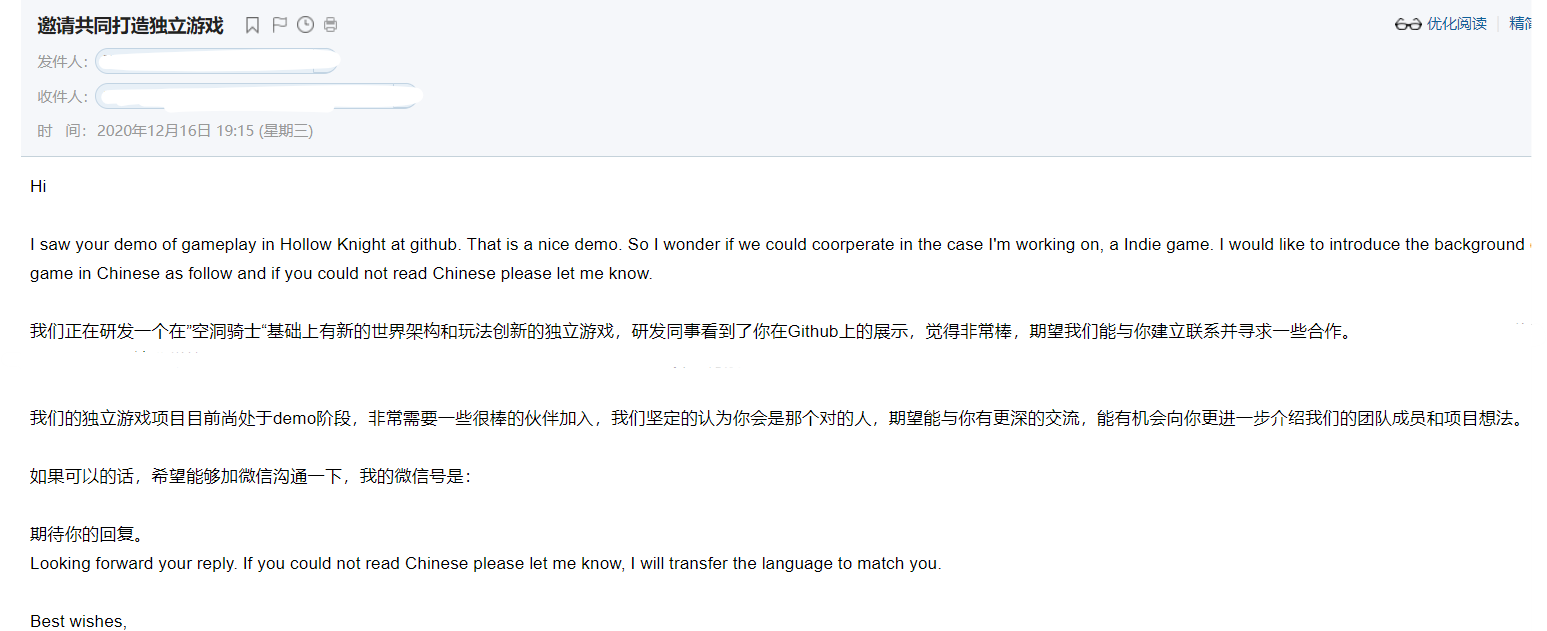 邀请共同打造独立游戏
优化阅读
精简
发件人：
收件人：
时 间：2020年12月16日 19:15 (星期三)
Hi
I saw your demo of gameplay in Hollow Knight at github. That is a nice demo. So I wonder if we could coorperate in the case I'm working on, a Indie game. I would like to introduce the background
game in Chinese as follow and if you could not read Chinese please let me know.
我们正在研发一个在”空洞骑士“基础上有新的世界架构和玩法创新的独立游戏，研发同事看到了你在Github上的展示，觉得非常棒，期望我们能与你建立联系并寻求一些合作。
我们的独立游戏项目目前尚处于demo阶段，非常需要一些很棒的伙伴加入，我们坚定的认为你会是那个对的人，期望能与你有更深的交流，能有机会向你更进一步介绍我们的团队成员和项目想法。
如果可以的话，希望能够加微信沟通一下，我的微信号是：
期待你的回复。
Looking forward your reply. If you could not read Chinese please let me know, I will transfer the language to match you.
Best wishes,